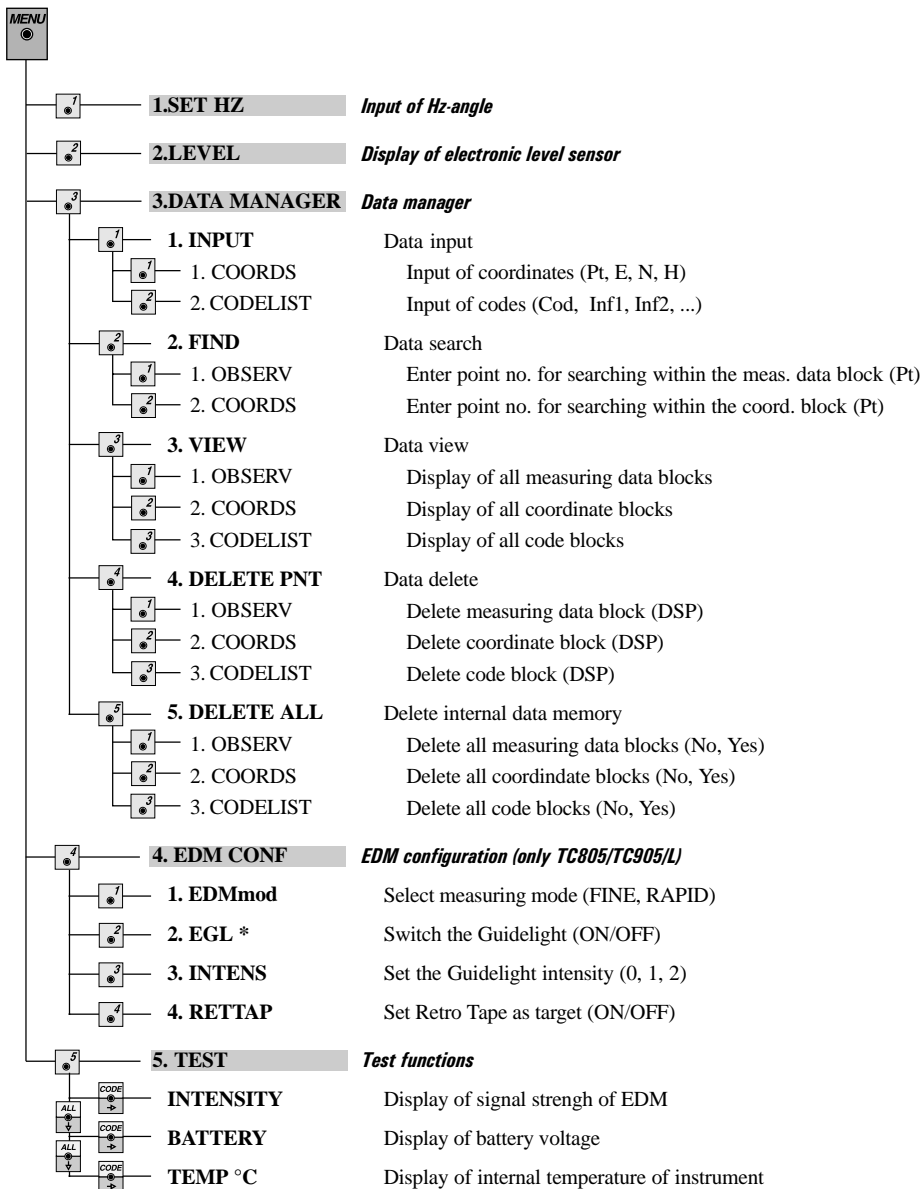 MENU
1 1.SET HZ Input of Hz-angle
2 2.LEVEL Display of electronic level sensor
3 3.DATA MANAGER Data manager
1 1. INPUT Data input
1 1. COORDS Input of coordinates (Pt, E, N, H)
2 2. CODELIST Input of codes (Cod, Inf1, Inf2, ...)
2 2. FIND Data search
1 1. OBSERV Enter point no. for searching within the meas. data block (Pt)
2 2. COORDS Enter point no. for searching within the coord. block (Pt)
3 3. VIEW Data view
1 1. OBSERV Display of all measuring data blocks
2 2. COORDS Display of all coordinate blocks
3 3. CODELIST Display of all code blocks
4 4. DELETE PNT Data delete
1 1. OBSERV Delete measuring data block (DSP)
2 2. COORDS Delete coordinate block (DSP)
3 3. CODELIST Delete code block (DSP)
5 5. DELETE ALL Delete internal data memory
1 1. OBSERV Delete all measuring data blocks (No, Yes)
2 2. COORDS Delete all coordindate blocks (No, Yes)
3 3. CODELIST Delete all code blocks (No, Yes)
4 4. EDM CONF EDM configuration (only TC805/TC905/L)
1 1. EDMmod Select measuring mode (FINE, RAPID)
2 2. EGL * Switch the Guidelight (ON/OFF)
3 3. INTENS Set the Guidelight intensity (0, 1, 2)
4 4. RETTAP Set Retro Tape as target (ON/OFF)
5 5. TEST Test functions
CODE INTENSITY Display of signal strengh of EDM
ALL CODE BATTERY Display of battery voltage
ALL CODE TEMP °C Display of internal temperature of instrument